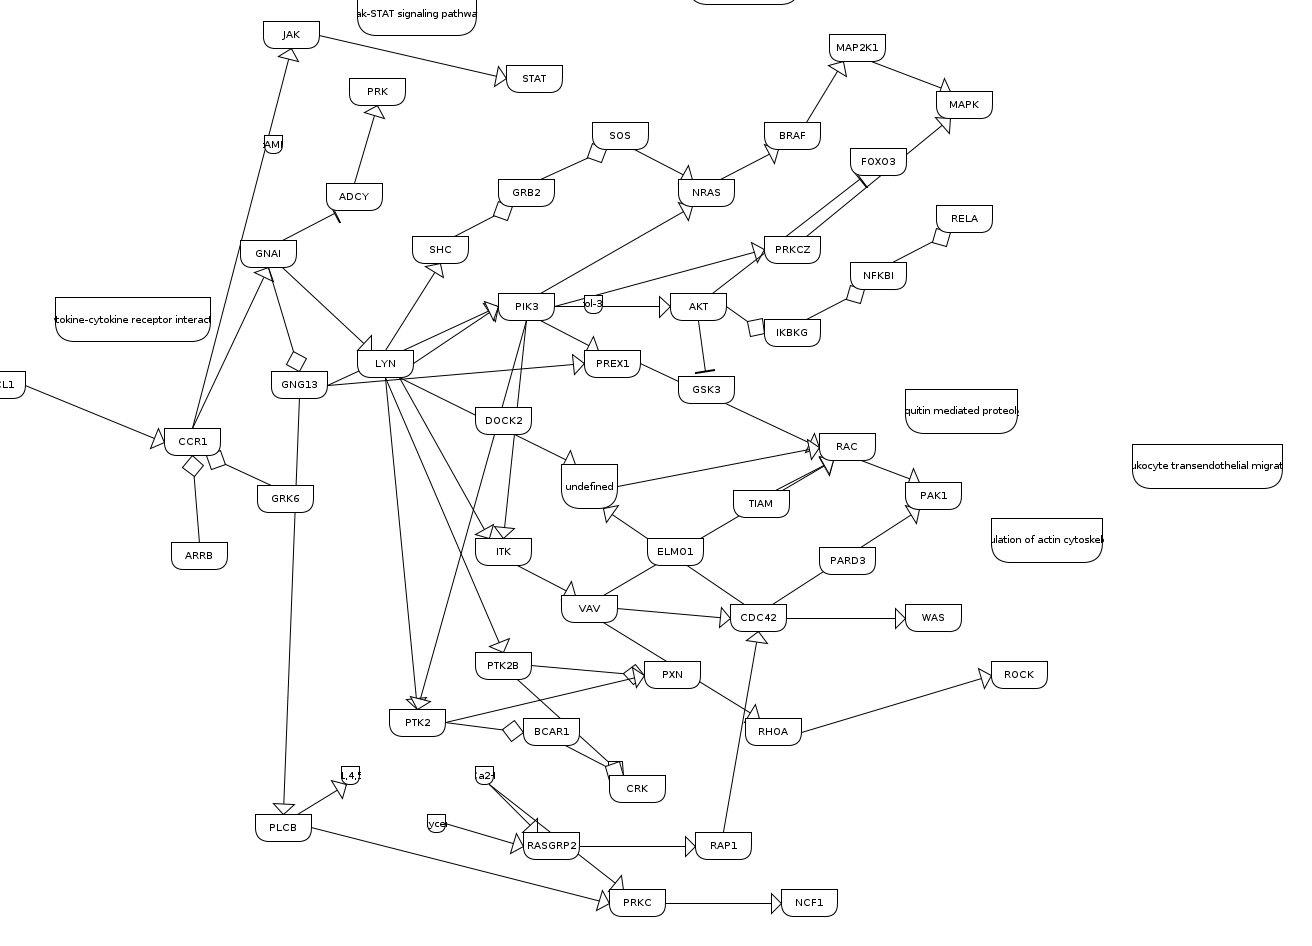 ak-STAT signaling pathwa
JAK
STAT
MAP2K1
PRK
MAPK
AMI
SOS
BRAF
FOXO3
ADCY
GRB2
NRAS
RELA
GNAI
SHC
PRKCZ
NFKBI
tokine-cytokine receptor interact
PIK3
ol-3
AKT
IKBKG
LYN
PREX1
CL1
GNG13
GSK3
quitin mediated proteol
DOCK2
CCR1
RAC
ukocyte transendothelial migrat
undefined
GRK6
TIAM
PAK1
ulation of actin cytoskel
ARRB
ITK
ELMO1
PARD3
VAV
CDC42
WAS
PTK2B
PXN
ROCK
PTK2
BCAR1
RHOA
1,4,5
Ca2+
CRK
PLCB
yce
RASGRP2
RAP1
PRKC
NCF1